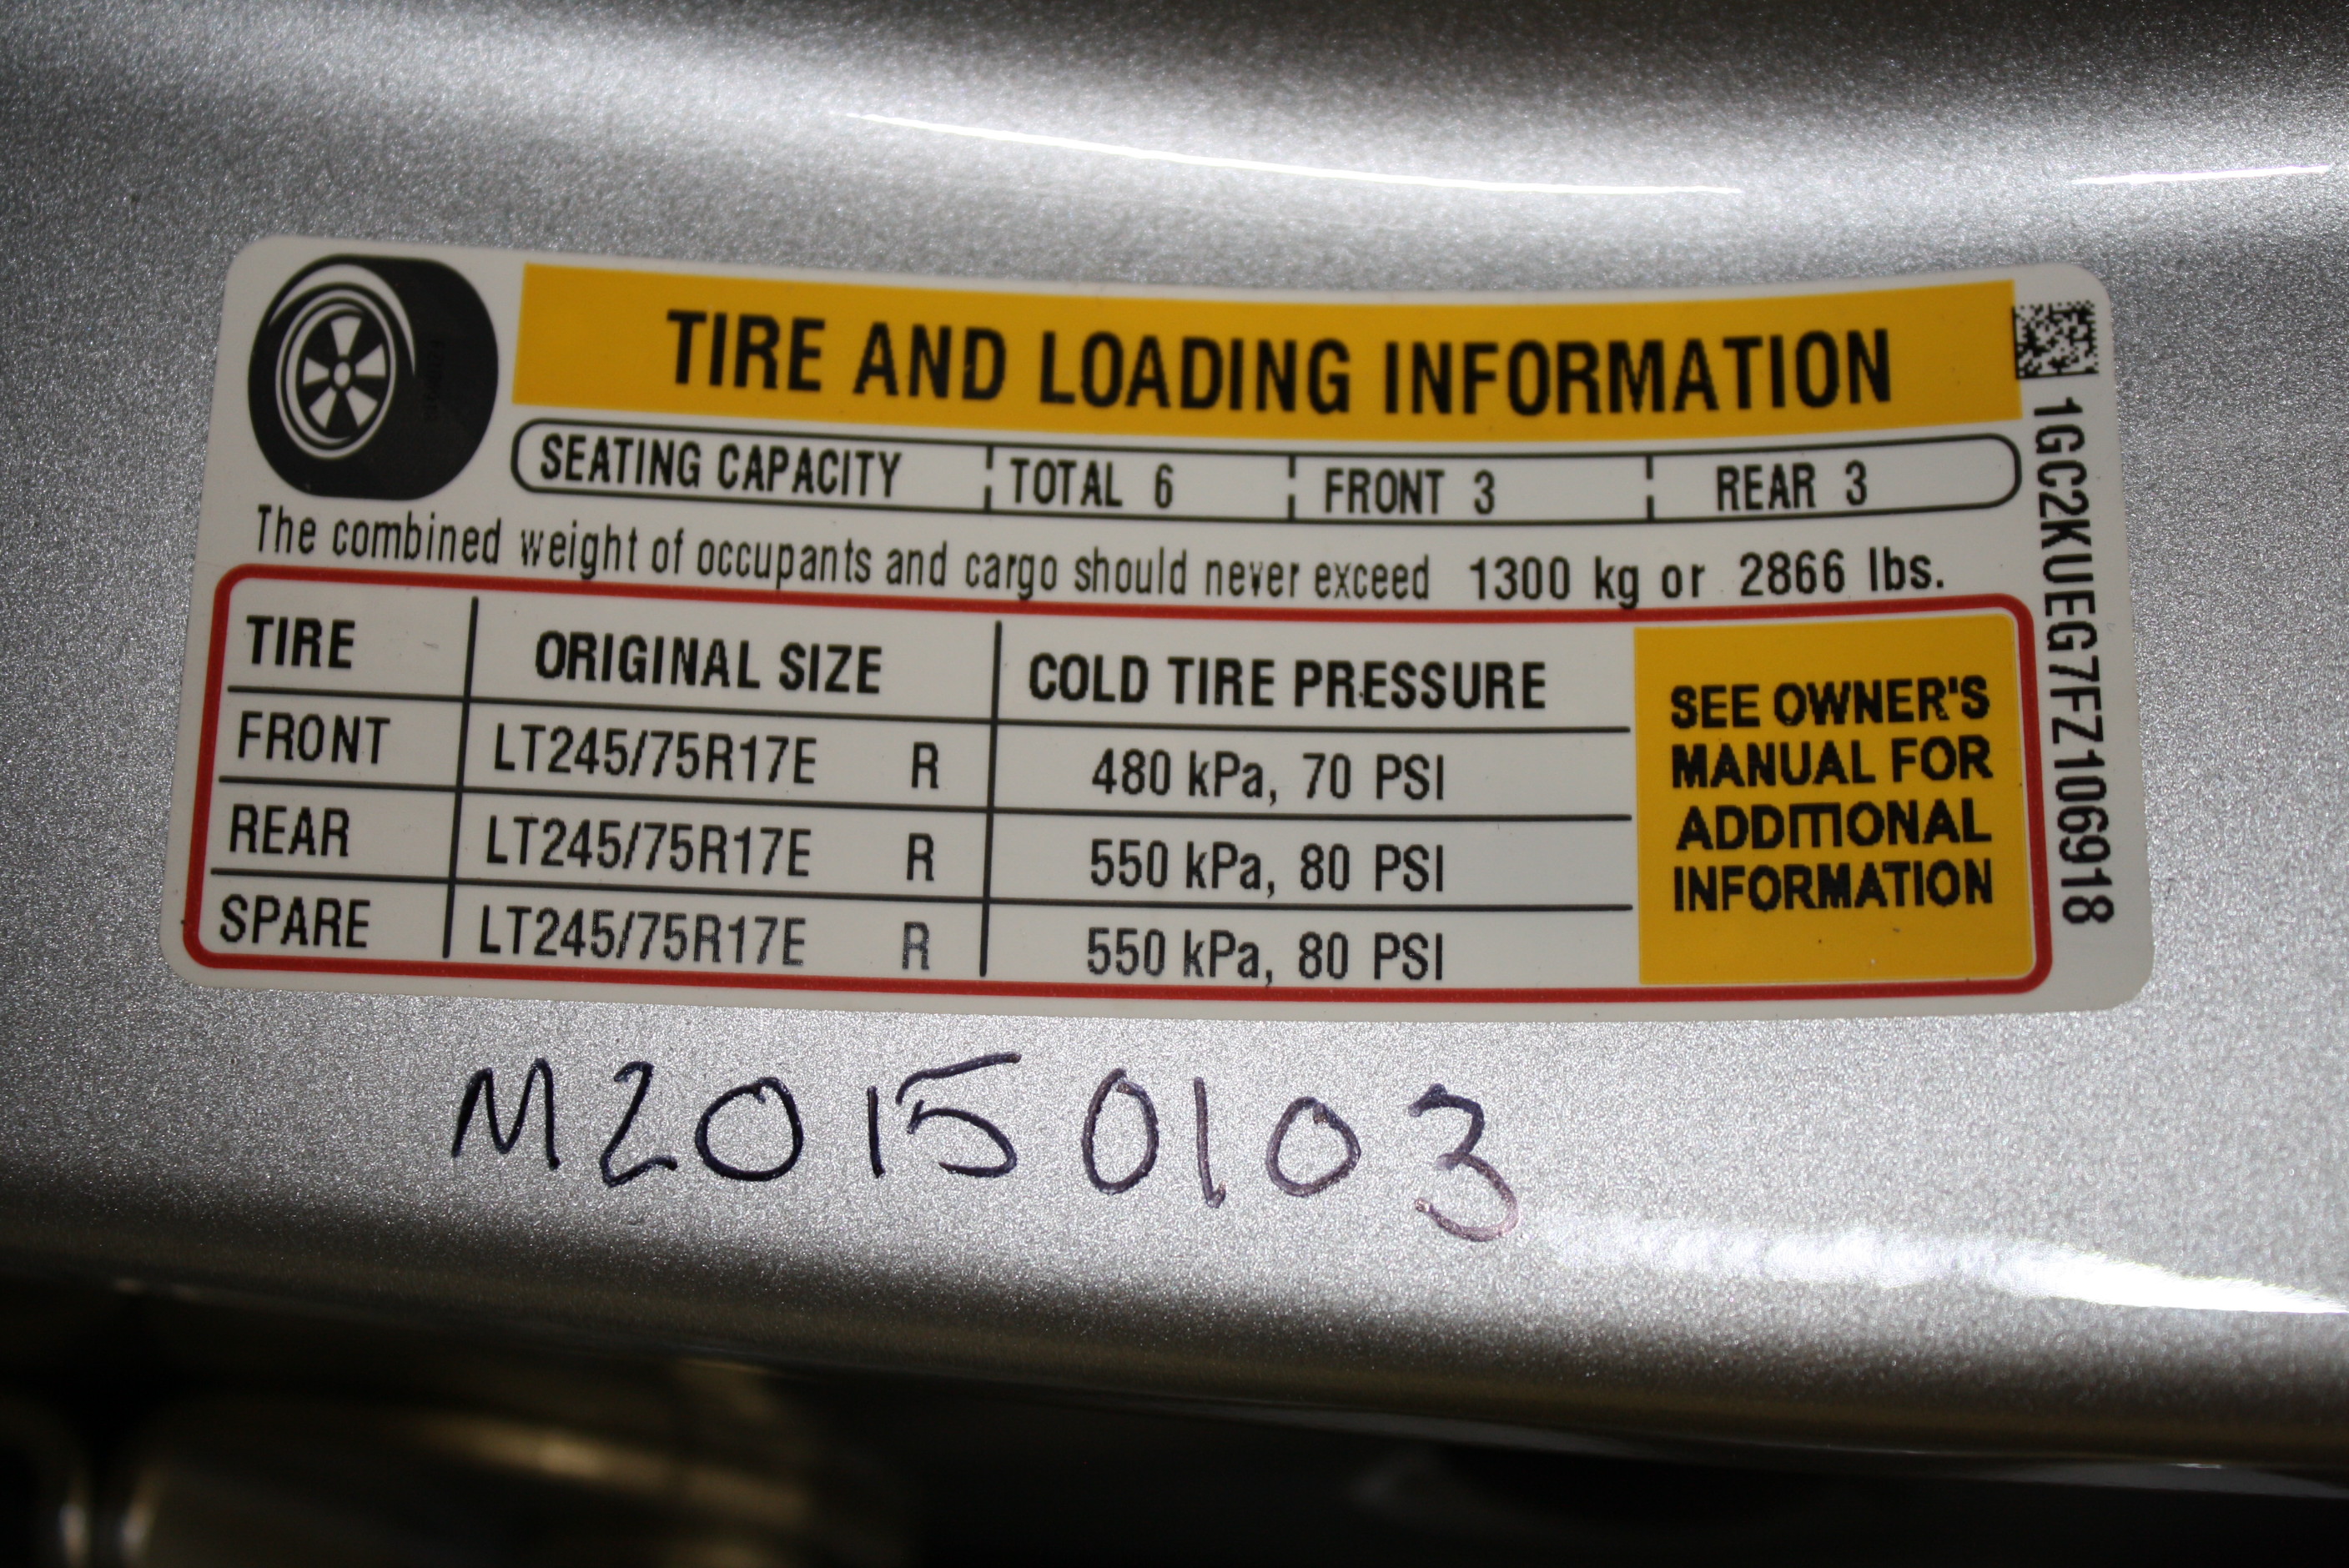 TIRE AND LOADING INFORMATION
SEATING CAPACITY TOTAL 6 FRONT 3 REAR 3
The combined weight of occupants and cargo should never exceed 1300 kg or 2866 lbs.
TIRE ORIGINAL SIZE COLD TIRE PRESSURE
FRONT LT245/75R17E R 480 kPa, 70 PSI
REAR LT245/75R17E R 550 kPa, 80 PSI
SPARE LT245/75R17E R 550 kPa, 80 PSI
SEE OWNER'S
MANUAL FOR
ADDITIONAL
INFORMATION
1GC2KUEG7FZ106918
M20150103